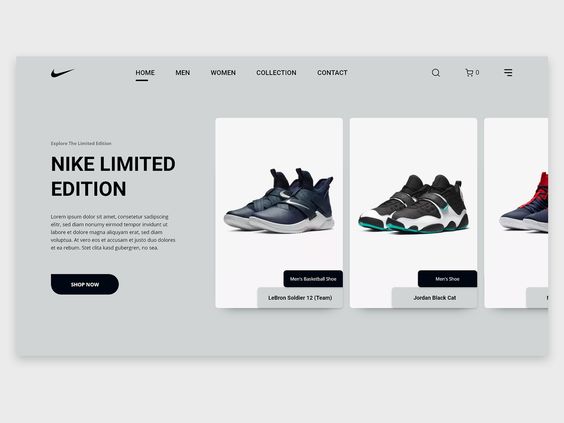 HOME MEN WOMEN COLLECTION CONTACT 0
Explore The Limited Edition
NIKE LIMITED
EDITION
Lorem ipsum dolor sit amet, consetetur sadipscing
elitr, sed diam nonumy eirmod tempor invidunt ut
labore et dolore magna aliquyam erat, sed diam
voluptua. At vero eos et accusam et justo duo dolores
et ea rebum. Stet clita kasd gubergren, no sea.
SHOP NOW
Men's Basketball Shoe
LeBron Soldier 12 (Team)
Men's Shoe
Jordan Black Cat